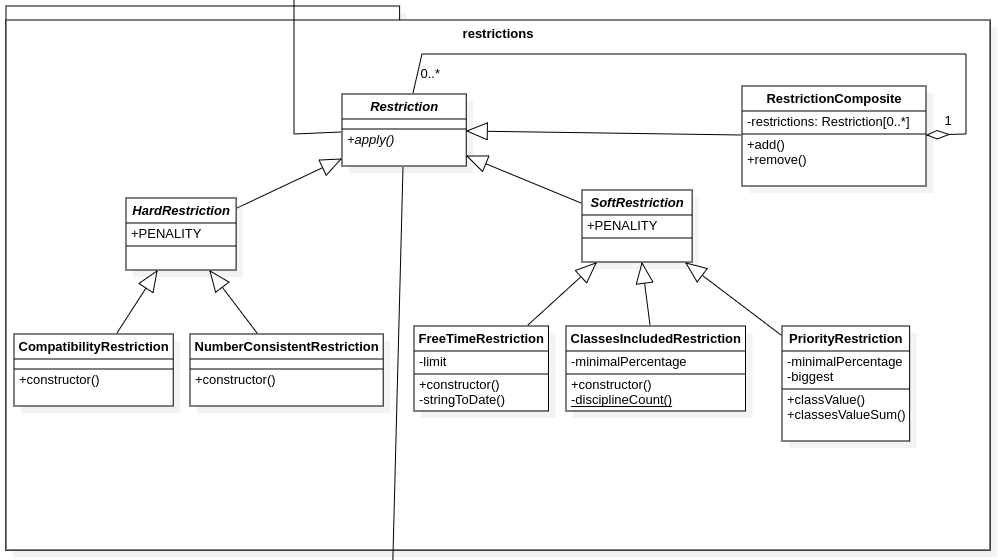 restrictions
0..*
Restriction
+apply()
RestrictionComposite
-restrictions: Restriction[0..*]
+add()
+remove()
1
HardRestriction
+PENALITY
SoftRestriction
+PENALITY
CompatibilityRestriction
+constructor()
NumberConsistentRestriction
+constructor()
FreeTimeRestriction
-limit
+constructor()
-stringToDate()
ClassesIncludedRestriction
-minimalPercentage
+constructor()
-disciplineCount()
PriorityRestriction
-minimalPercentage
-biggest
+classValue()
+classesValueSum()